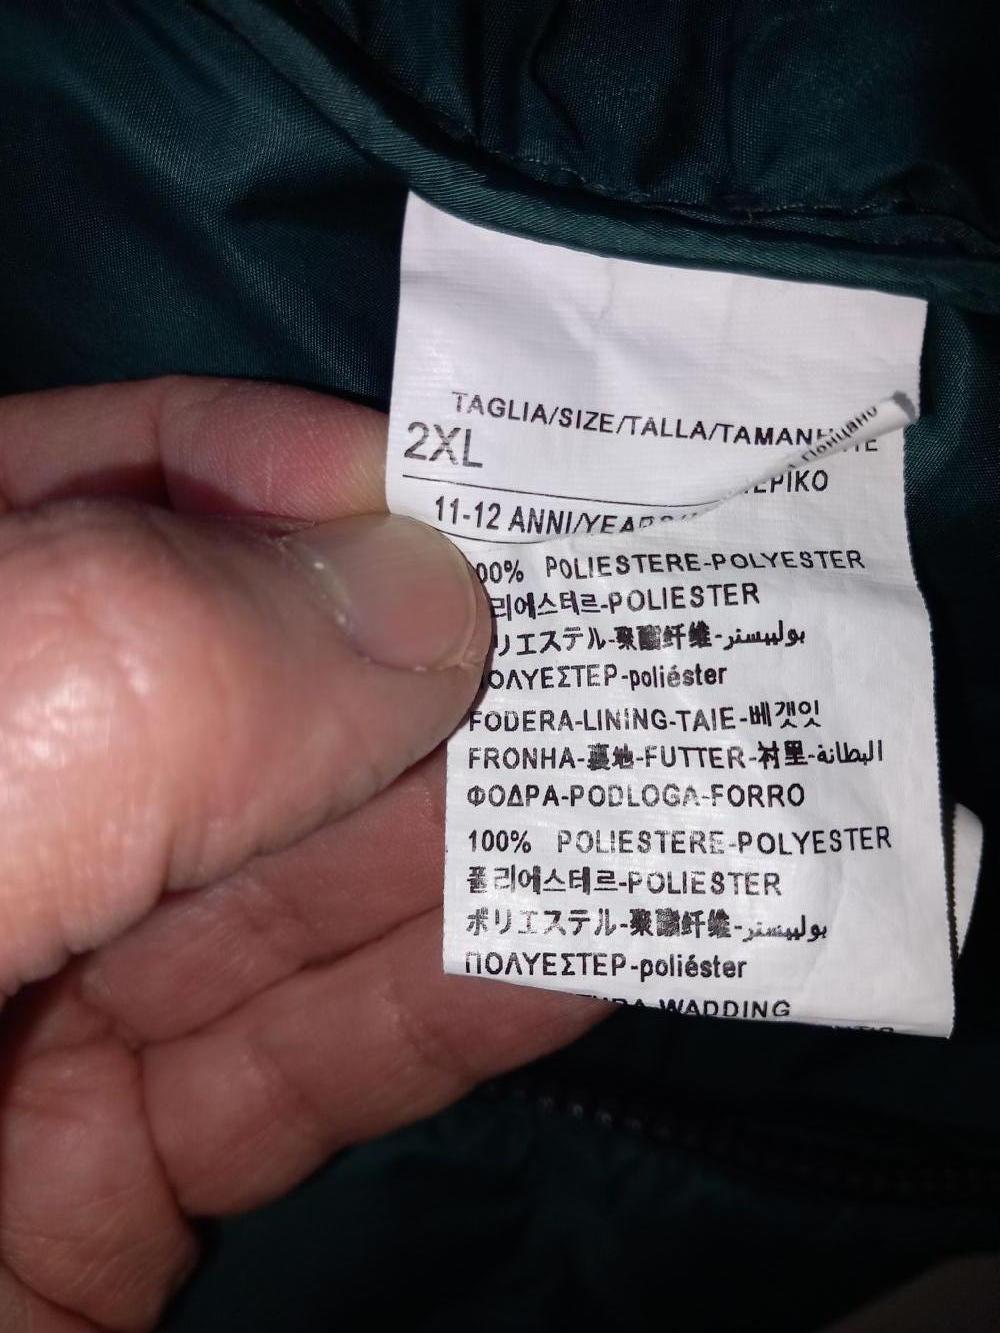 TAGLIA/SIZE/TALLA/TAMANH
2XL
11-12 ANNI/YEARS/
00% POLIESTERE-POLYESTER
리에스테르-POLIESTER
リエステル-聚酯纤维-بوليستر
ΟΛΥΕΣΤΕΡ-poliéster
FODERA-LINING-TAIE-베갯잇
FRONHA-裏地-FUTTER-衬里-البطانة
ΦΟΔΡΑ-PODLOGA-FORRO
100% POLIESTERE-POLYESTER
폴리에스테르-POLIESTER
ポリエステル-聚酯纤维-بوليستر
ΠΟΛΥΕΣΤΕΡ-poliéster
WADDING